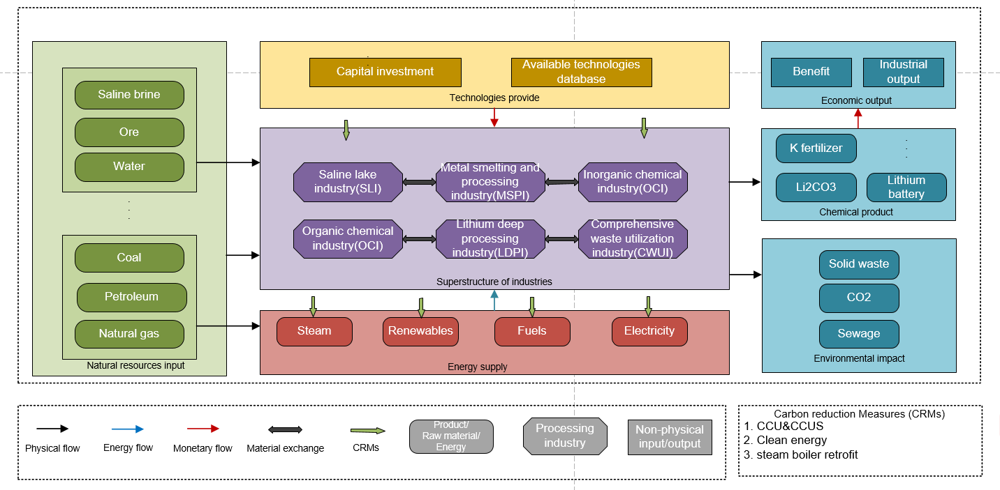 Saline brine
Ore
Water
Coal
Petroleum
Natural gas
Natural resources input
Capital investment
Available technologies
database
Technologies provide
Saline lake
industry(SLI)
Metal smelting and
processing
industry(MSPI)
Inorganic chemical
industry(OCI)
Organic chemical
industry(OCI)
Lithium deep
processing
industry(LDPI)
Comprehensive
waste utilization
industry(CWUI)
Superstructure of industries
Steam
Renewables
Fuels
Electricity
Energy supply
Benefit
Industrial
output
Economic output
K fertilizer
Li2CO3
Lithium
battery
Chemical product
Solid waste
CO2
Sewage
Environmental impact
Physical flow
Energy flow
Monetary flow
Material exchange
CRMs
Product/
Raw material/
Energy
Processing
industry
Non-physical
input/output
Carbon reduction Measures (CRMs)
1. CCU&CCUS
2. Clean energy
3. steam boiler retrofit